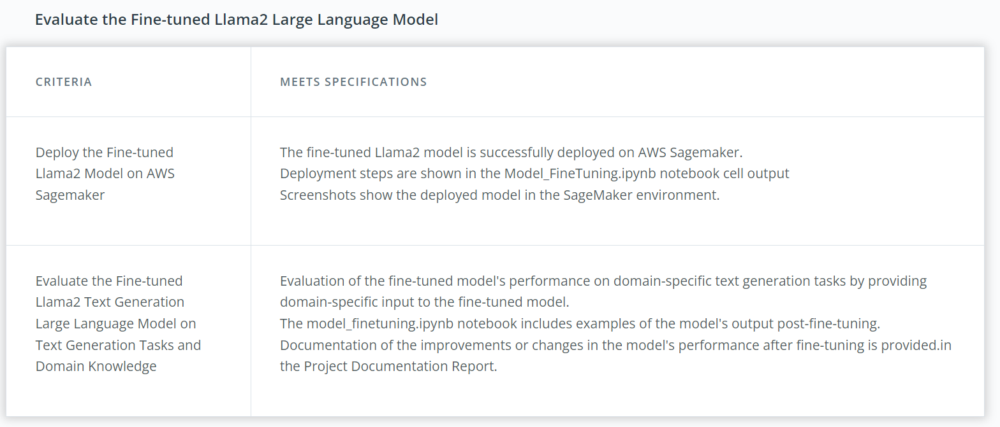 Evaluate the Fine-tuned Llama2 Large Language Model
CRITERIA
MEETS SPECIFICATIONS
Deploy the Fine-tuned
Llama2 Model on AWS
Sagemaker
The fine-tuned Llama2 model is successfully deployed on AWS Sagemaker.
Deployment steps are shown in the Model_FineTuning.ipynb notebook cell output
Screenshots show the deployed model in the SageMaker environment.
Evaluate the Fine-tuned
Llama2 Text Generation
Large Language Model on
Text Generation Tasks and
Domain Knowledge
Evaluation of the fine-tuned model's performance on domain-specific text generation tasks by providing
domain-specific input to the fine-tuned model.
The model_finetuning.ipynb notebook includes examples of the model's output post-fine-tuning.
Documentation of the improvements or changes in the model's performance after fine-tuning is provided.in
the Project Documentation Report.